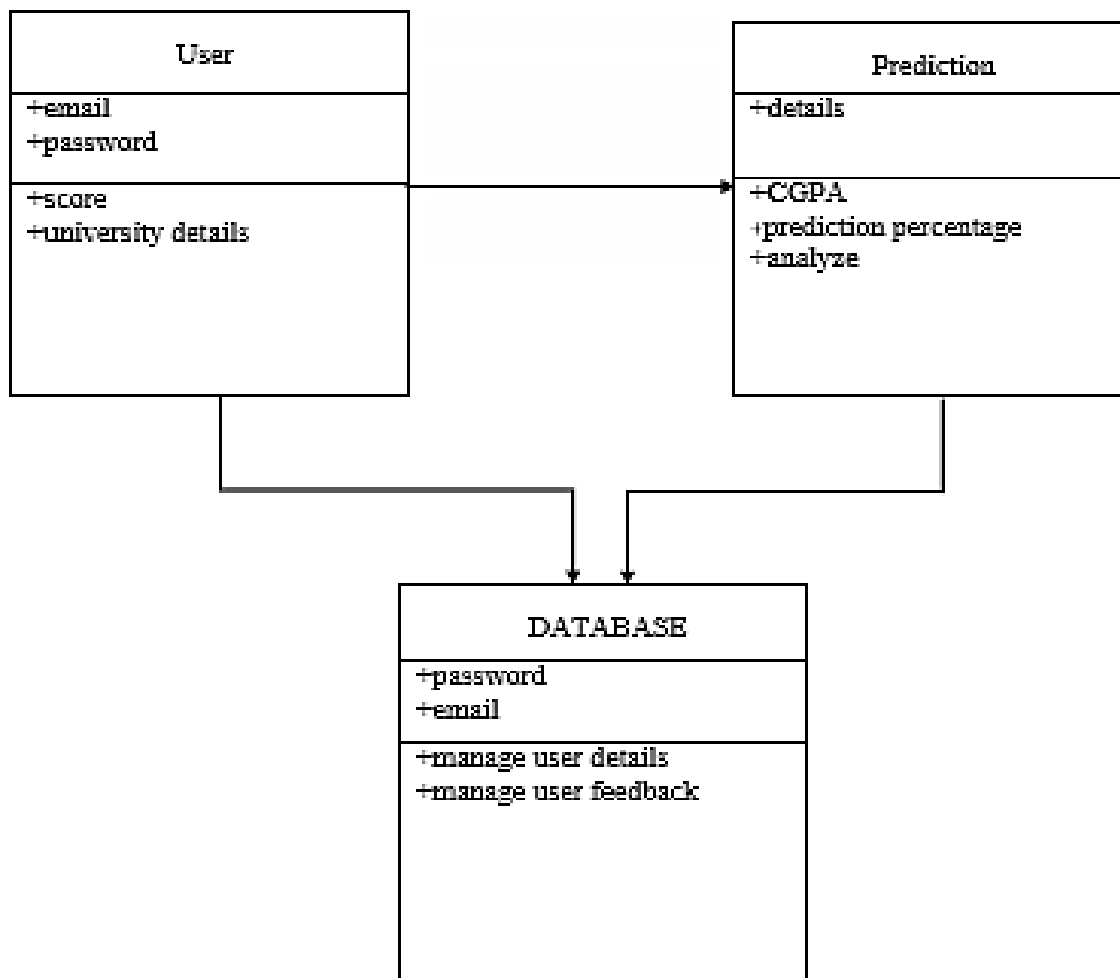 User
+email
+password
+score
+university details
Prediction
+details
+CGPA
+prediction percentage
+analyze
DATABASE
+password
+email
+manage user details
+manage user feedback